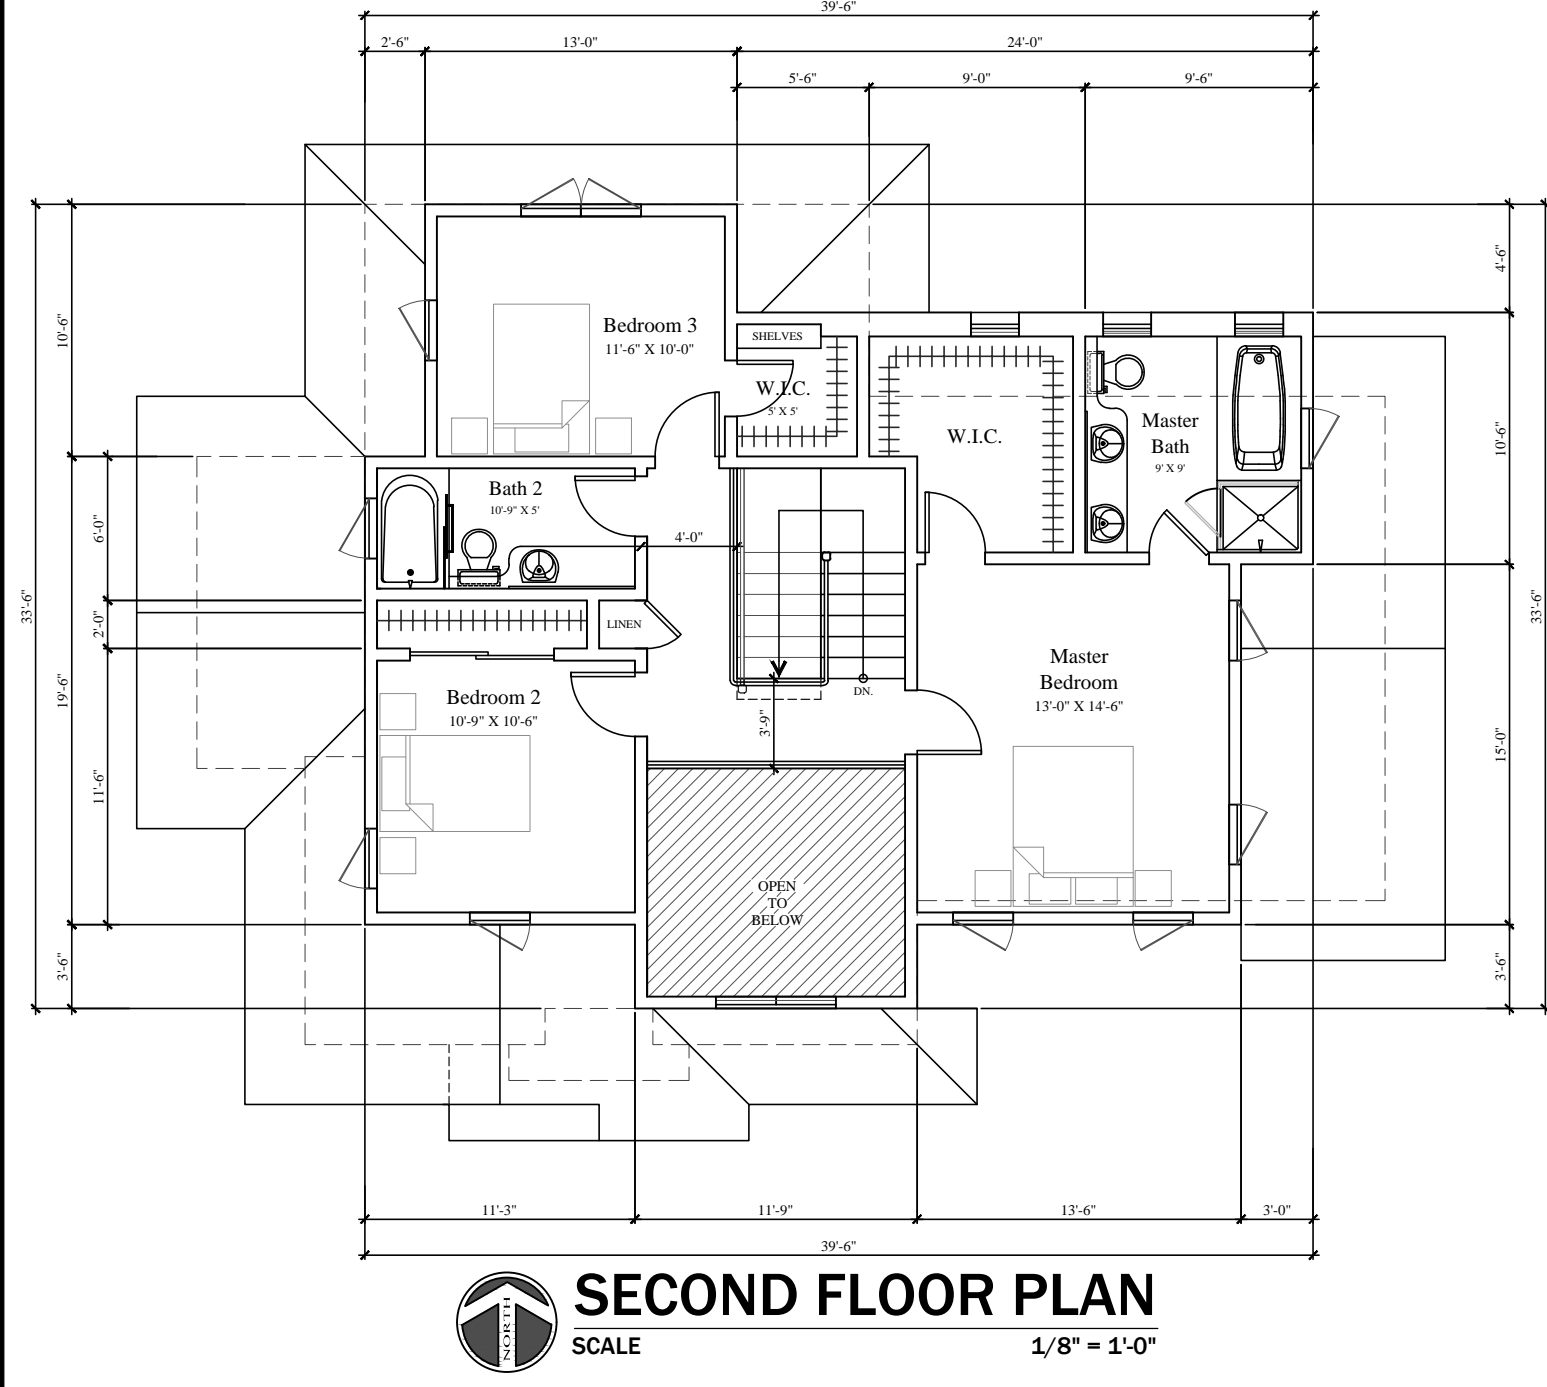 39'-6"
2'-6"
13'-0"
24'-0"
5'-6"
9'-0"
9'-6"
33'-6"
10'-6"
6'-0"
2'-0"
19'-6"
11'-6"
3'-6"
4'-6"
10'-6"
15'-0"
3'-6"
33'-6"
Bedroom 3
11'-6" X 10'-0"
SHELVES
W.I.C.
5' X 5'
W.I.C.
Master
Bath
9' X 9'
Bath 2
10'-9" X 5'
4'-0"
LINEN
Bedroom 2
10'-9" X 10'-6"
DN.
3'-9"
Master
Bedroom
13'-0" X 14'-6"
OPEN
TO
BELOW
11'-3"
11'-9"
13'-6"
3'-0"
39'-6"
NORTH
SECOND FLOOR PLAN
SCALE
1/8" = 1'-0"